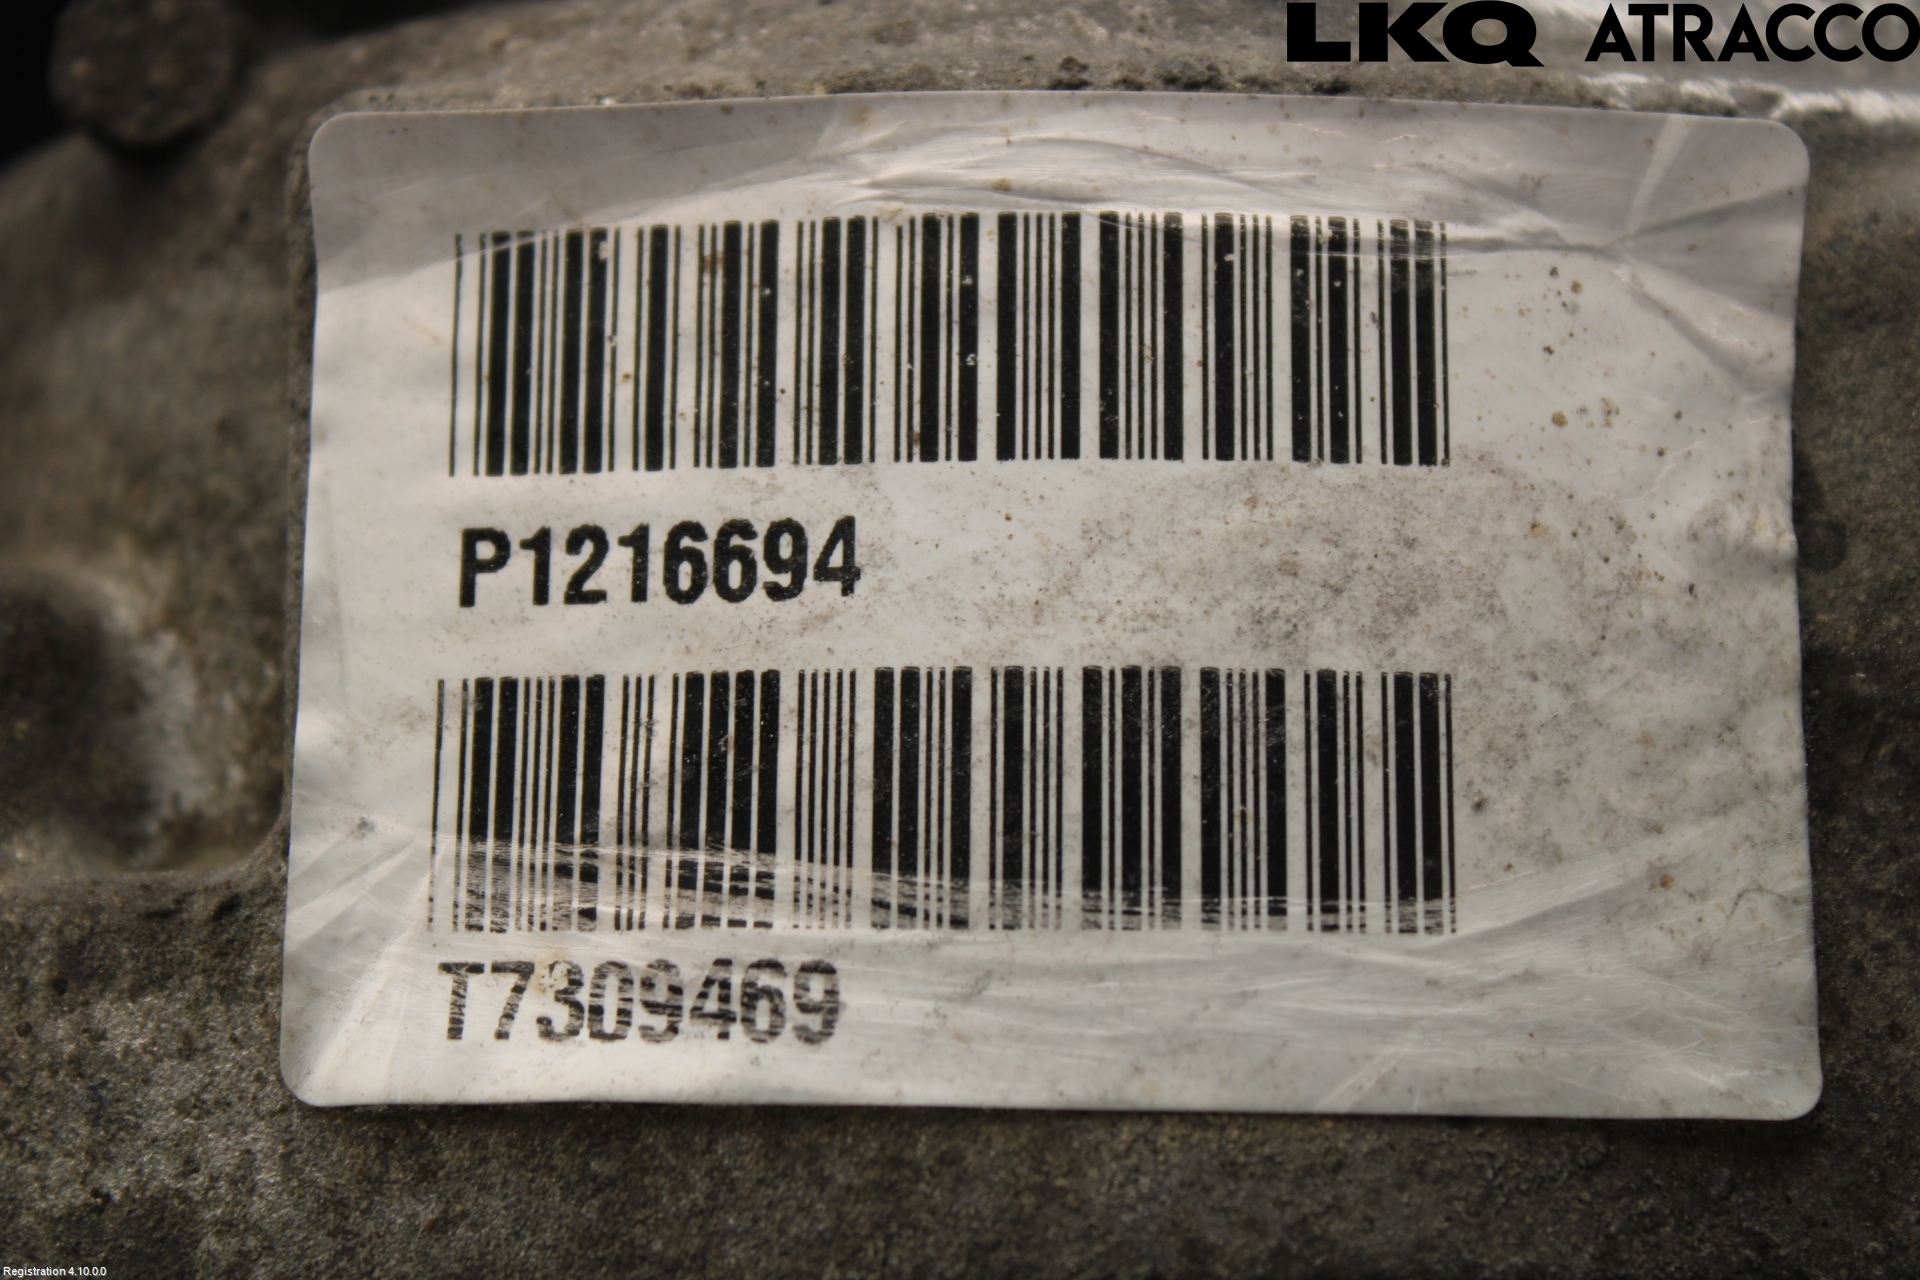 LKQ ATRACCO
P1216694
T7309469
Registration 4.10.0.0